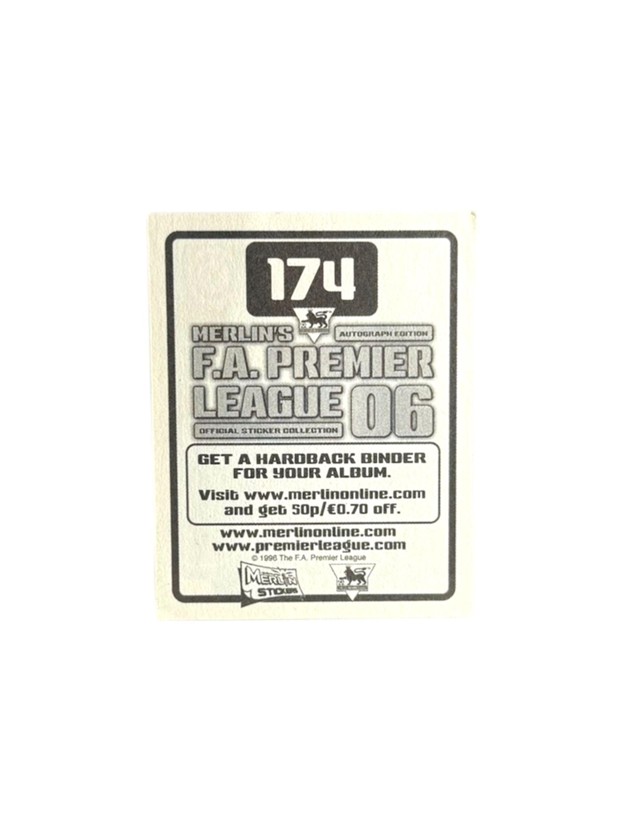 174
MERLIN'S
AUTOGRAPH EDITION
F.A. PREMIER
LEAGUE 06
OFFICIAL STICKER COLLECTION
GET A HARDBACK BINDER
FOR YOUR ALBUM.
Visit www.merlinonline.com
and get 50p/€0.70 off.
www.merlinonline.com
www.premierleague.com
© 1996 The F.A. Premier League
MERLIN
STICKERS